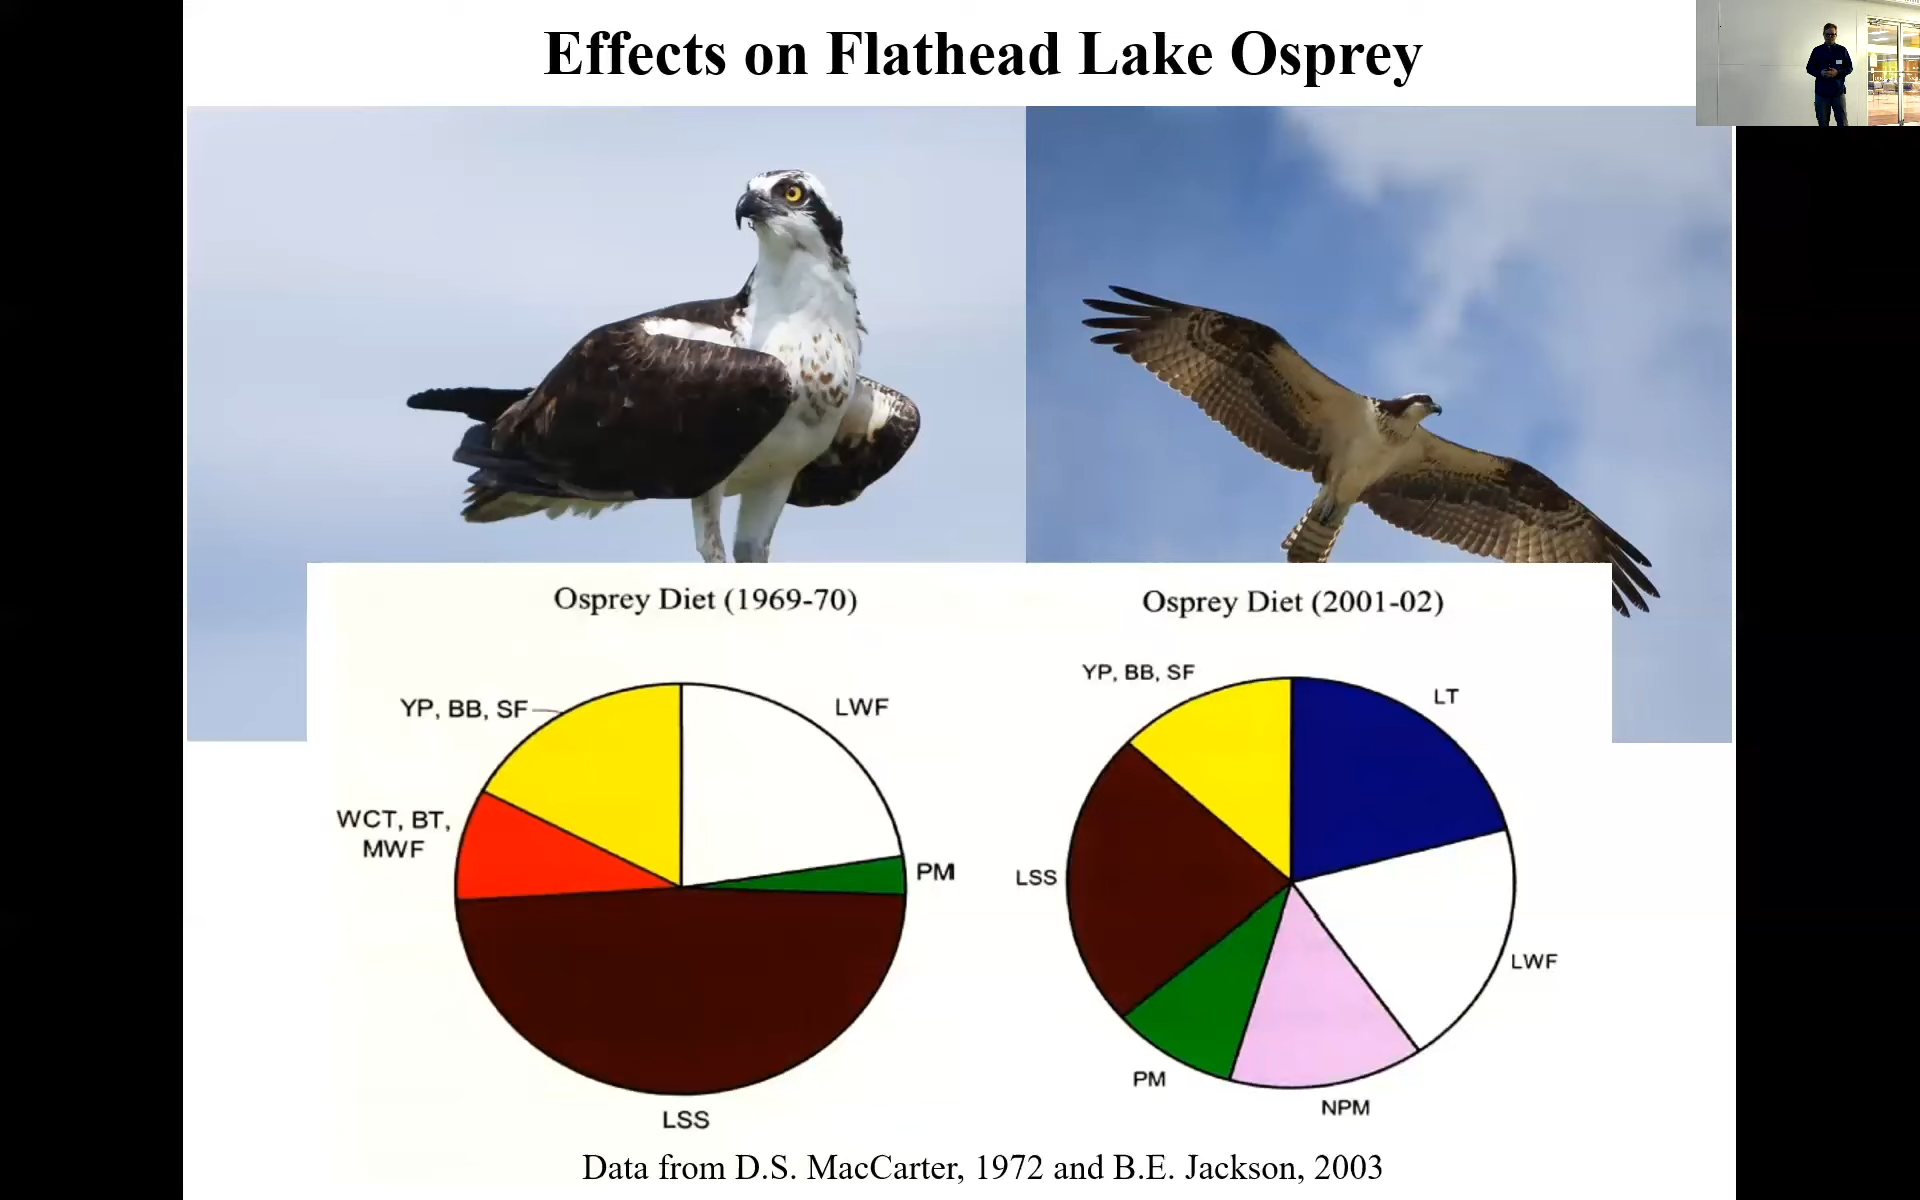 Effects on Flathead Lake Osprey
Osprey Diet (1969-70)
YP, BB, SF
LWF
WCT, BT,
MWF
PM
LSS
Osprey Diet (2001-02)
YP, BB, SF
LT
LSS
LWF
PM
NPM
Data from D.S. MacCarter, 1972 and B.E. Jackson, 2003